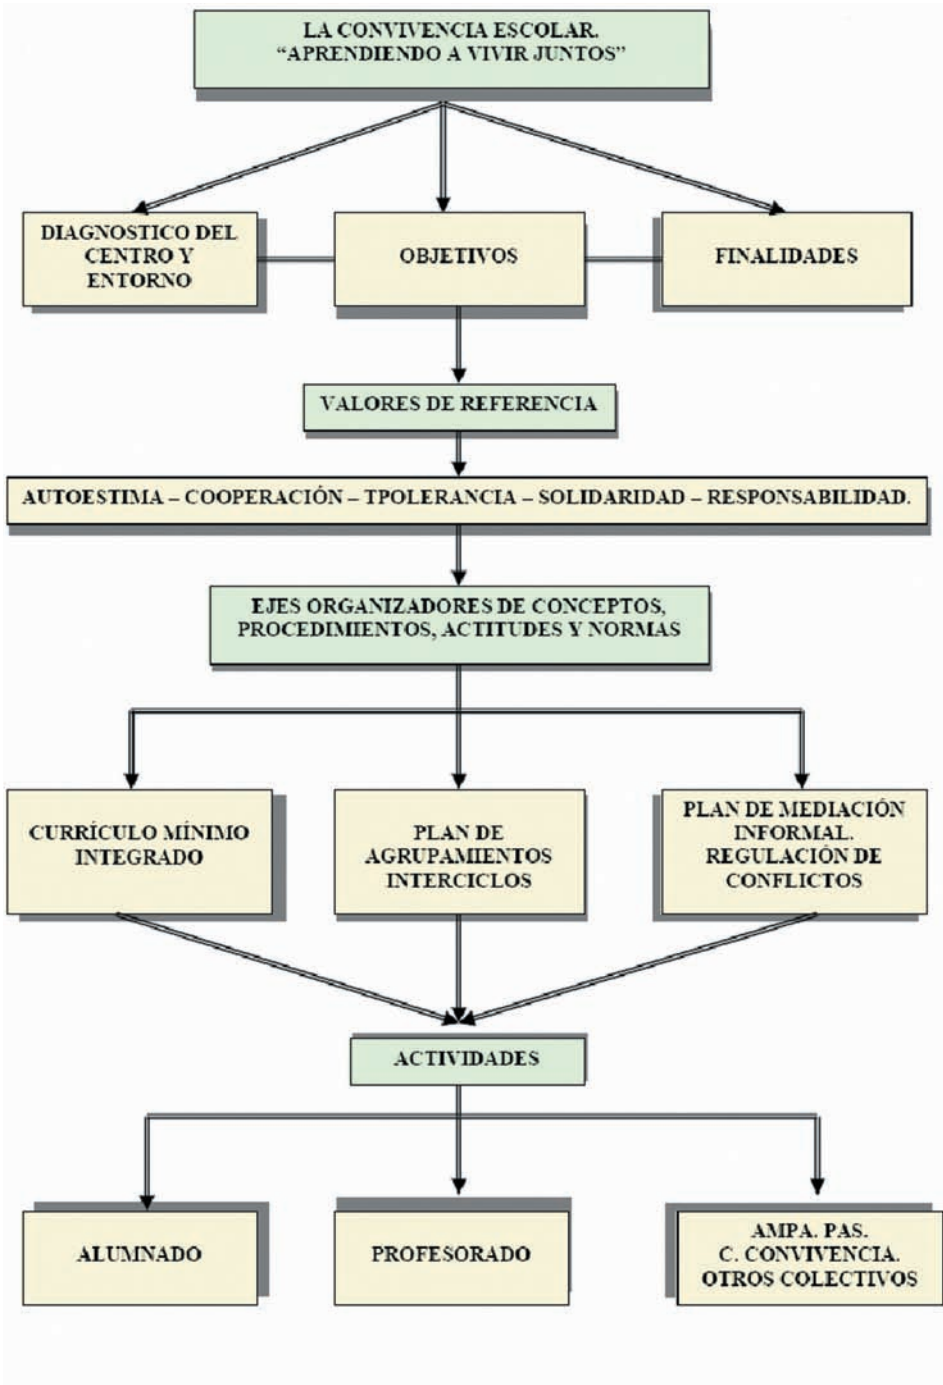 LA CONVIVENCIA ESCOLAR.
“APRENDIENDO A VIVIR JUNTOS”
DIAGNOSTICO DEL
CENTRO Y
ENTORNO
OBJETIVOS
FINALIDADES
VALORES DE REFERENCIA
AUTOESTIMA – COOPERACIÓN – TPOLERANCIA – SOLIDARIDAD – RESPONSABILIDAD.
EJES ORGANIZADORES DE CONCEPTOS,
PROCEDIMIENTOS, ACTITUDES Y NORMAS
CURRÍCULO MÍNIMO
INTEGRADO
PLAN DE
AGRUPAMIENTOS
INTERCICLOS
PLAN DE MEDIACIÓN
INFORMAL.
REGULACIÓN DE
CONFLICTOS
ACTIVIDADES
ALUMNADO
PROFESORADO
AMPA. PAS.
C. CONVIVENCIA.
OTROS COLECTIVOS